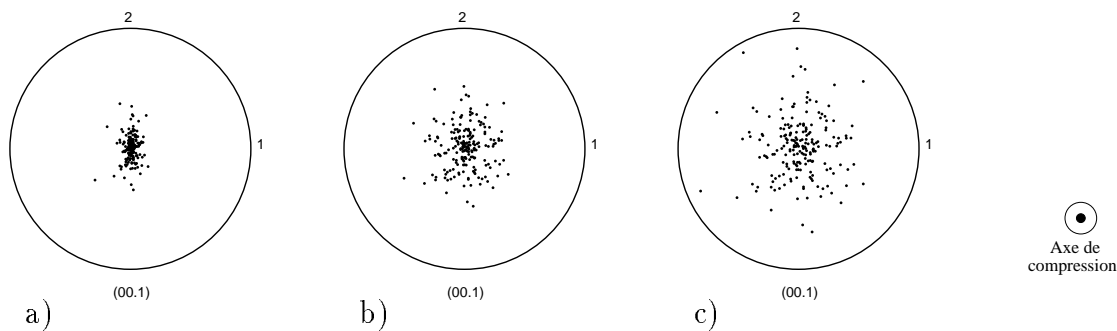 2
1
(00.1)
a)
2
1
(00.1)
b)
2
1
(00.1)
c)
Axe de
compression